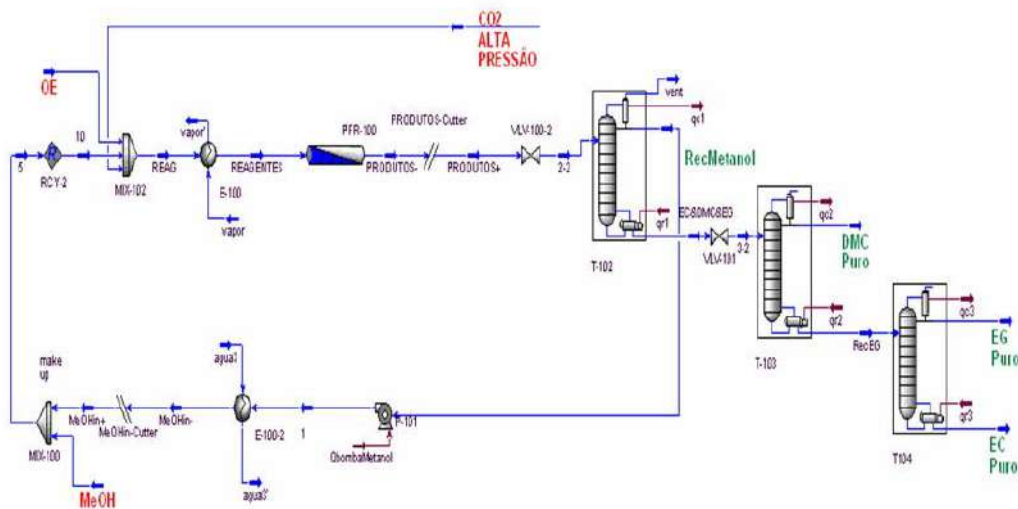 CO2
ALTA
PRESSÃO
OE
vent
qc1
vapor'
PFR-100
PRODUTOS-Cutter
VLV-100-2
10
5
REAG
REAGENTES
PRODUTOS-
PRODUTOS+
2-2
RCY-2
MIX-102
E-100
vapor
RecMetanol
qr1
qc2
VLV-101
3-2
DMC
Puro
T-102
qr2
qc3
T-103
RecEG
EG
Puro
make
up
agua3
MeOHin+
MeOHin-Cutter
MeOHin-
E-100-2
1
P-101
MIX-100
QbombaMetanol
agua3'
MeOH
qr3
T104
EC
Puro